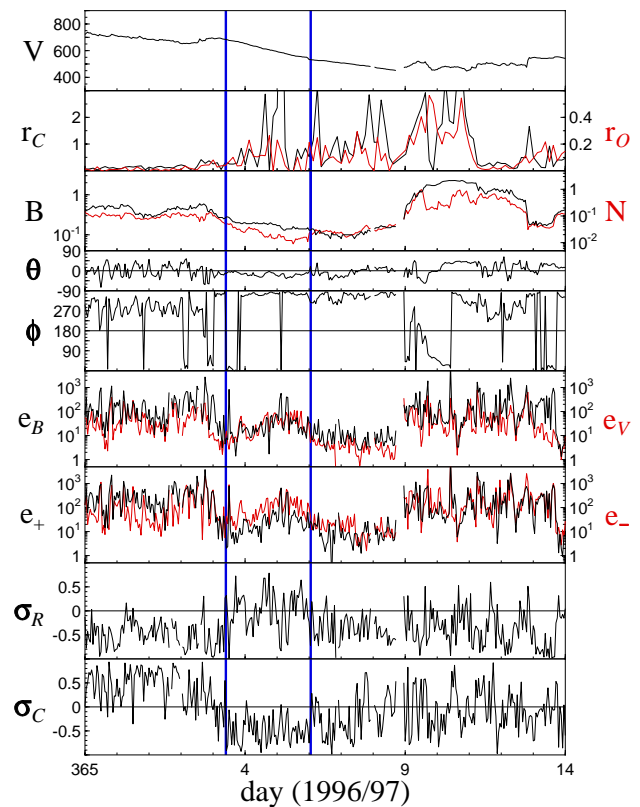 800
V 600
400
r_C 2 0.4 r_O
1 0.2
B 1 1 N
10^-1
10^-1 10^-2
90
θ 0
-90
270
ϕ 180
90
10^3 10^3
e_B 10^2 10^2 e_V
10^1 10^1
1 1
10^3 10^3
e_+ 10^2 10^2 e_−
10^1 10^1
1 1
0.5
σ_R 0
-0.5
0.5
σ_C 0
-0.5
365 4 9 14
day (1996/97)